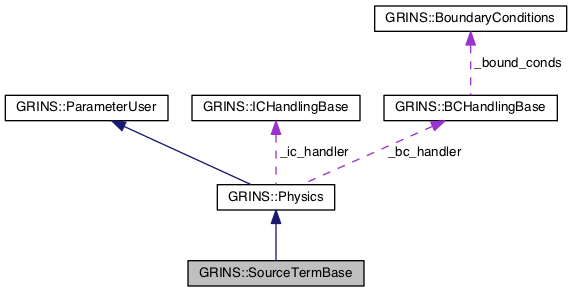 GRINS::BoundaryConditions
_bound_conds
GRINS::ParameterUser
GRINS::ICHandlingBase
GRINS::BCHandlingBase
_ic_handler
_bc_handler
GRINS::Physics
GRINS::SourceTermBase